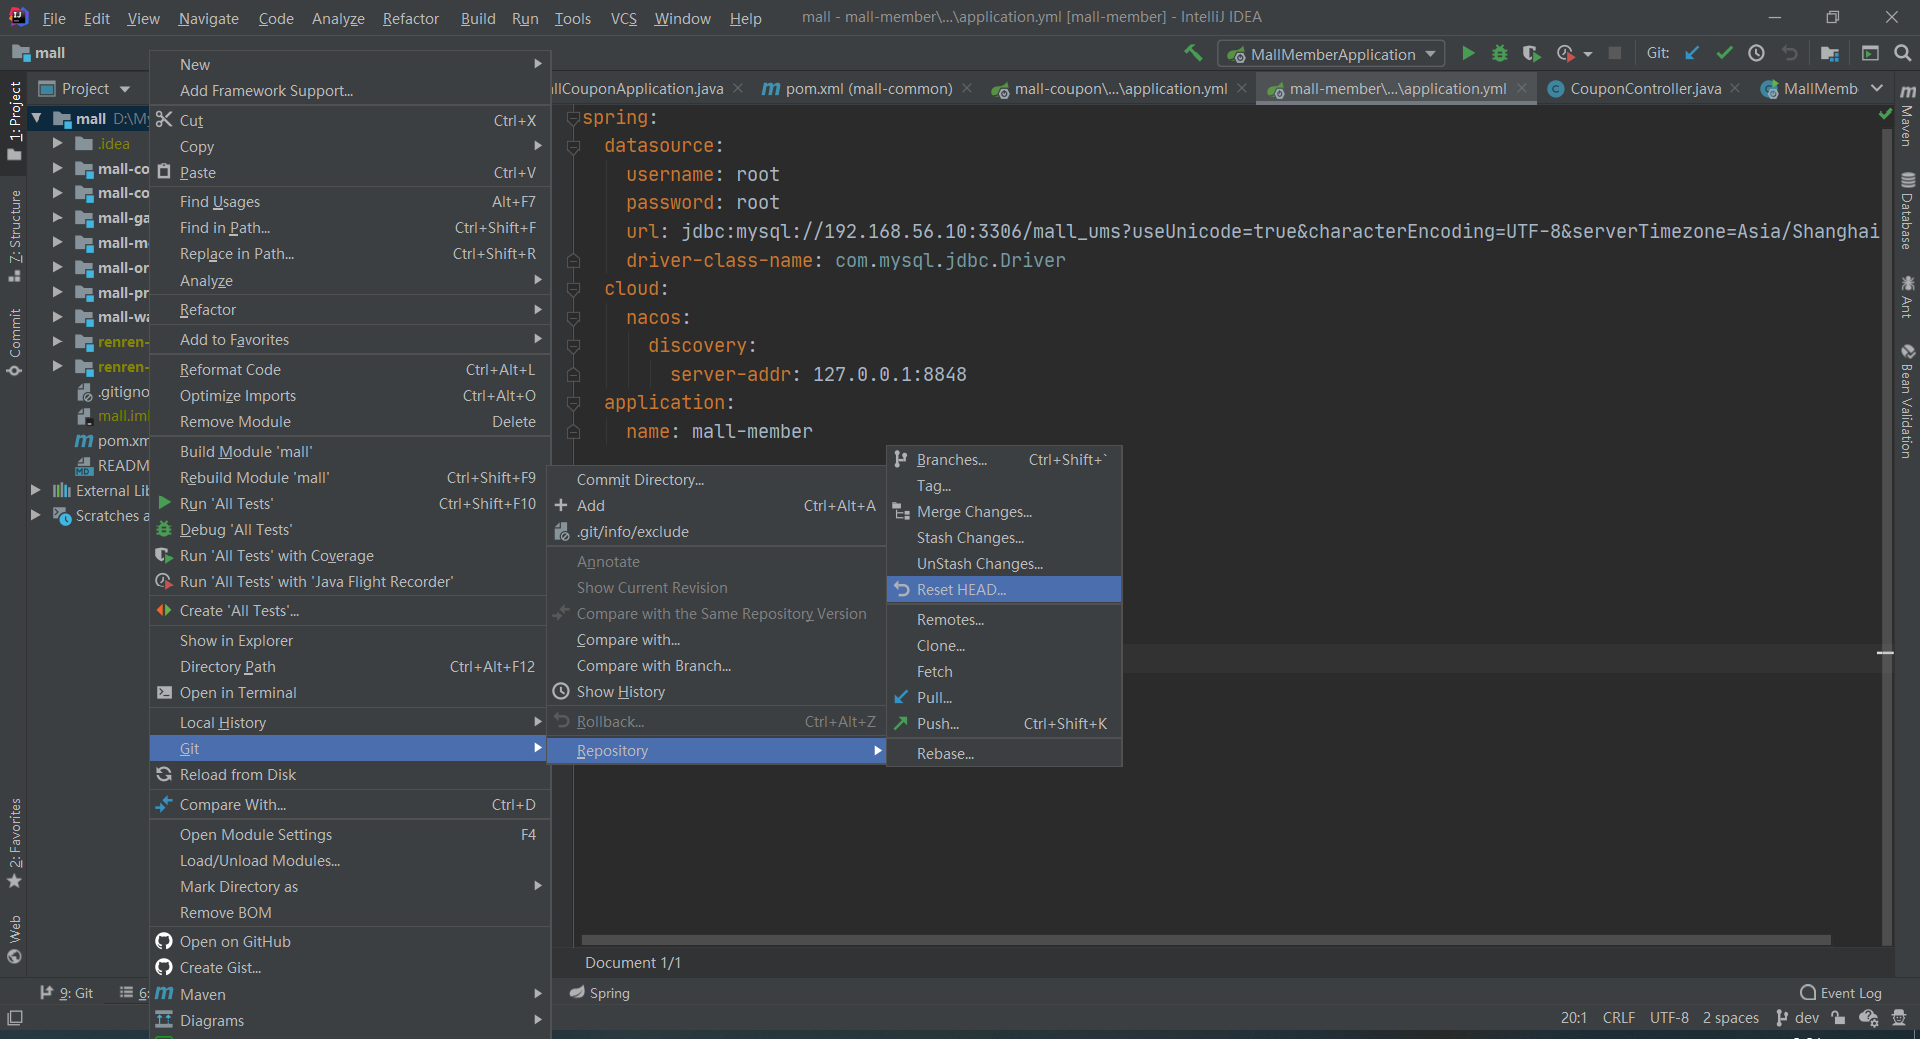 File Edit View Navigate Code Analyze Refactor Build Run Tools VCS Window Help mall - mall-member\...\application.yml [mall-member] - IntelliJ IDEA
mall
MallMemberApplication Git:
Project
llCouponApplication.java pom.xml (mall-common) mall-coupon\...\application.yml mall-member\...\application.yml CouponController.java MallMemb
1: Project
7: Structure
Commit
2: Favorites
Web
mall D:\My
.idea
mall-co
mall-co
mall-ga
mall-m
mall-or
mall-pr
mall-wa
renren-
renren-
.gitigno
mall.iml
pom.xm
READM
External Lib
Scratches a
New
Add Framework Support...
Cut Ctrl+X
Copy
Paste Ctrl+V
Find Usages Alt+F7
Find in Path... Ctrl+Shift+F
Replace in Path... Ctrl+Shift+R
Analyze
Refactor
Add to Favorites
Reformat Code Ctrl+Alt+L
Optimize Imports Ctrl+Alt+O
Remove Module Delete
Build Module 'mall'
Rebuild Module 'mall' Ctrl+Shift+F9
Run 'All Tests' Ctrl+Shift+F10
Debug 'All Tests'
Run 'All Tests' with Coverage
Run 'All Tests' with 'Java Flight Recorder'
Create 'All Tests'...
Show in Explorer
Directory Path Ctrl+Alt+F12
Open in Terminal
Local History
Git
Reload from Disk
Compare With... Ctrl+D
Open Module Settings F4
Load/Unload Modules...
Mark Directory as
Remove BOM
Open on GitHub
Create Gist...
Maven
Diagrams
Commit Directory...
Add Ctrl+Alt+A
.git/info/exclude
Annotate
Show Current Revision
Compare with the Same Repository Version
Compare with...
Compare with Branch...
Show History
Rollback... Ctrl+Alt+Z
Repository
Branches... Ctrl+Shift+`
Tag...
Merge Changes...
Stash Changes...
UnStash Changes...
Reset HEAD...
Remotes...
Clone...
Fetch
Pull...
Push... Ctrl+Shift+K
Rebase...
spring:
datasource:
username: root
password: root
url: jdbc:mysql://192.168.56.10:3306/mall_ums?useUnicode=true&characterEncoding=UTF-8&serverTimezone=Asia/Shanghai
driver-class-name: com.mysql.jdbc.Driver
cloud:
nacos:
discovery:
server-addr: 127.0.0.1:8848
application:
name: mall-member
Document 1/1
Maven
Database
Ant
Bean Validation
9: Git 6: Spring Event Log
20:1 CRLF UTF-8 2 spaces dev